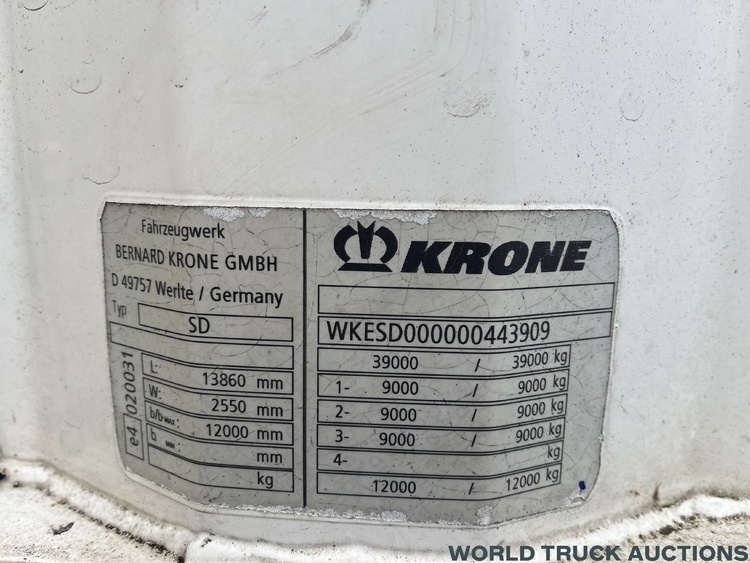 Fahrzeugwerk
BERNARD KRONE GMBH
D 49757 Werlte / Germany
Typ SD
L: 13860 mm
W: 2550 mm
b/b MAX: 12000 mm
b MIN: mm
kg
e4 020031
KRONE
WKESD000000443909
39000 / 39000 kg
1- 9000 / 9000 kg
2- 9000 / 9000 kg
3- 9000 / 9000 kg
4- kg
12000 / 12000 kg
WORLD TRUCK AUCTIONS